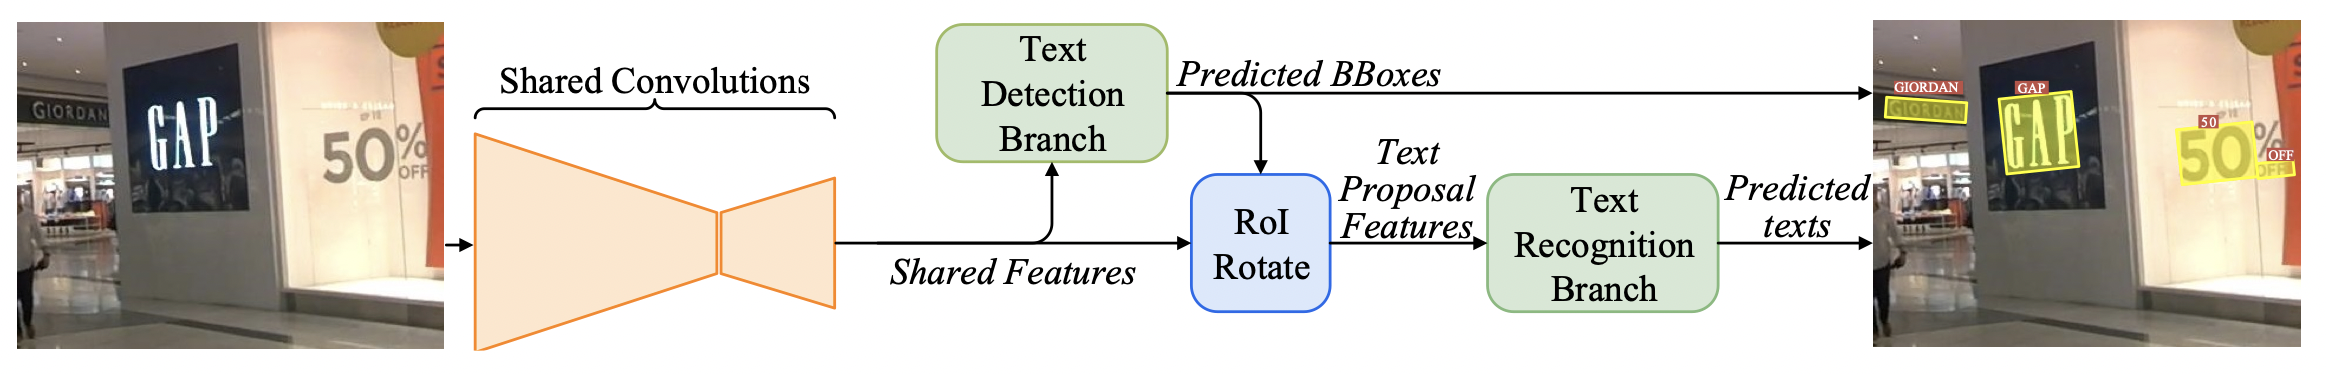 GIORDAN
GAP
50%
OFF
Shared Convolutions
Shared Features
Text
Detection
Branch
Predicted BBoxes
RoI
Rotate
Text
Proposal
Features
Text
Recognition
Branch
Predicted
texts
GIORDAN
GIORDAN
GAP
GAP
50
50%
OFF
OFF